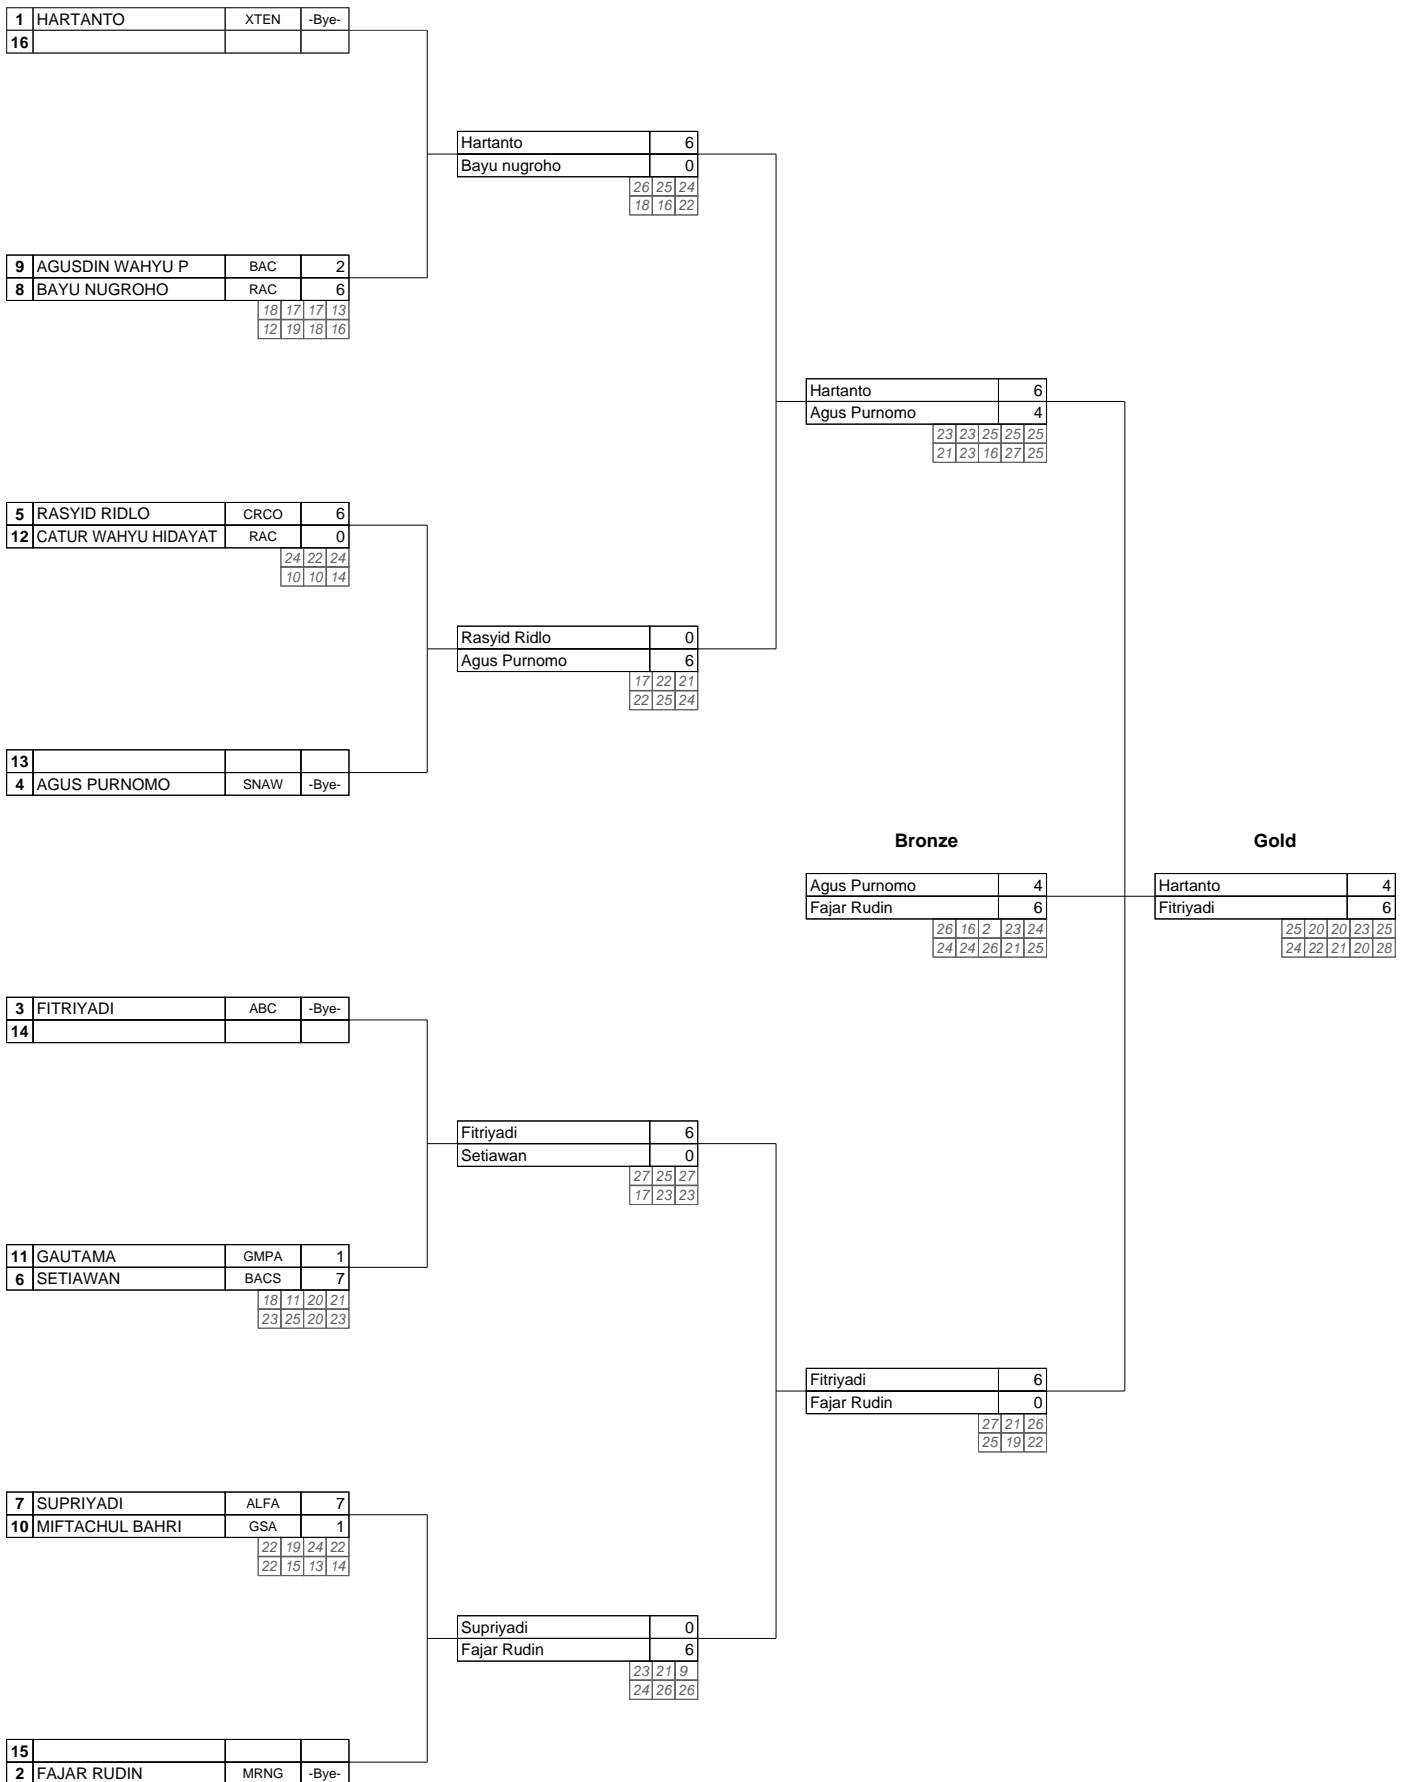 1 HARTANTO XTEN -Bye-
16
Hartanto 6
Bayu nugroho 0
26 25 24
18 16 22
9 AGUSDIN WAHYU P BAC 2
8 BAYU NUGROHO RAC 6
18 17 17 13
12 19 18 16
Hartanto 6
Agus Purnomo 4
23 23 25 25 25
21 23 16 27 25
5 RASYID RIDLO CRCO 6
12 CATUR WAHYU HIDAYAT RAC 0
24 22 24
10 10 14
Rasyid Ridlo 0
Agus Purnomo 6
17 22 21
22 25 24
13
4 AGUS PURNOMO SNAW -Bye-
Bronze Gold
Agus Purnomo 4 Hartanto 4
Fajar Rudin 6 Fitriyadi 6
26 16 2 23 24 25 20 20 23 25
24 24 26 21 25 24 22 21 20 28
3 FITRIYADI ABC -Bye-
14
Fitriyadi 6
Setiawan 0
27 25 27
17 23 23
11 GAUTAMA GMPA 1
6 SETIAWAN BACS 7
18 11 20 21
23 25 20 23
Fitriyadi 6
Fajar Rudin 0
27 21 26
25 19 22
7 SUPRIYADI ALFA 7
10 MIFTACHUL BAHRI GSA 1
22 19 24 22
22 15 13 14
Supriyadi 0
Fajar Rudin 6
23 21 9
24 26 26
15
2 FAJAR RUDIN MRNG -Bye-